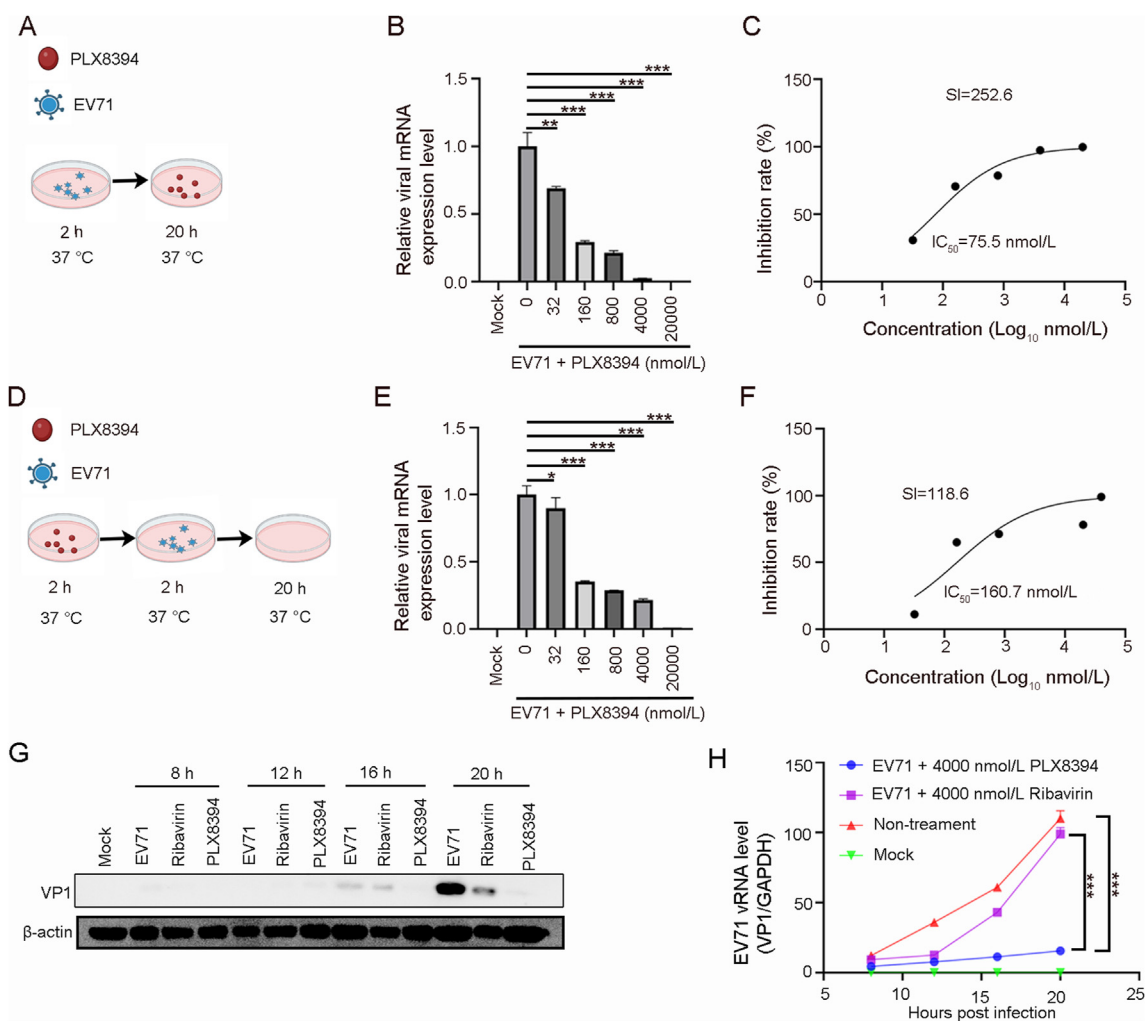 A
PLX8394
EV71
2 h
37 °C
20 h
37 °C
B
Relative viral mRNA
expression level
1.5
1.0
0.5
0.0
***
***
***
***
**
Mock
0
32
160
800
4000
20000
EV71 + PLX8394 (nmol/L)
C
Inhibition rate (%)
150
100
50
0
SI=252.6
IC50=75.5 nmol/L
0
1
2
3
4
5
Concentration (Log10 nmol/L)
D
PLX8394
EV71
2 h
37 °C
2 h
37 °C
20 h
37 °C
E
Relative viral mRNA
expression level
1.5
1.0
0.5
0.0
***
***
***
***
*
Mock
0
32
160
800
4000
20000
EV71 + PLX8394 (nmol/L)
F
Inhibition rate (%)
150
100
50
0
SI=118.6
IC50=160.7 nmol/L
0
1
2
3
4
5
Concentration (Log10 nmol/L)
G
8 h
12 h
16 h
20 h
Mock
EV71
Ribavirin
PLX8394
EV71
Ribavirin
PLX8394
EV71
Ribavirin
PLX8394
EV71
Ribavirin
PLX8394
VP1
β-actin
H
EV71 vRNA level
(VP1/GAPDH)
150
100
50
0
EV71 + 4000 nmol/L PLX8394
EV71 + 4000 nmol/L Ribavirin
Non-treament
Mock
***
***
5
10
15
20
25
Hours post infection